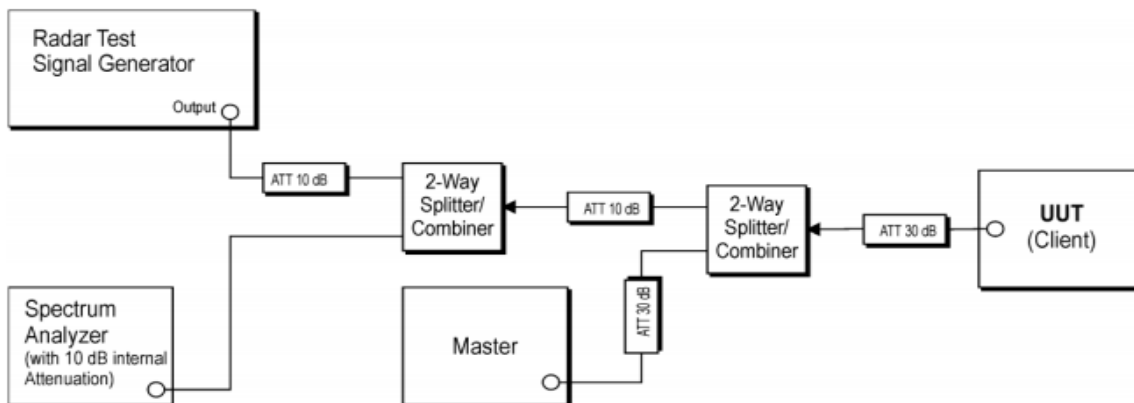 Radar Test
Signal Generator
Output
ATT 10 dB
2-Way
Splitter/
Combiner
ATT 10 dB
2-Way
Splitter/
Combiner
ATT 30 dB
UUT
(Client)
Spectrum
Analyzer
(with 10 dB internal
Attenuation)
Master
ATT 30 dB